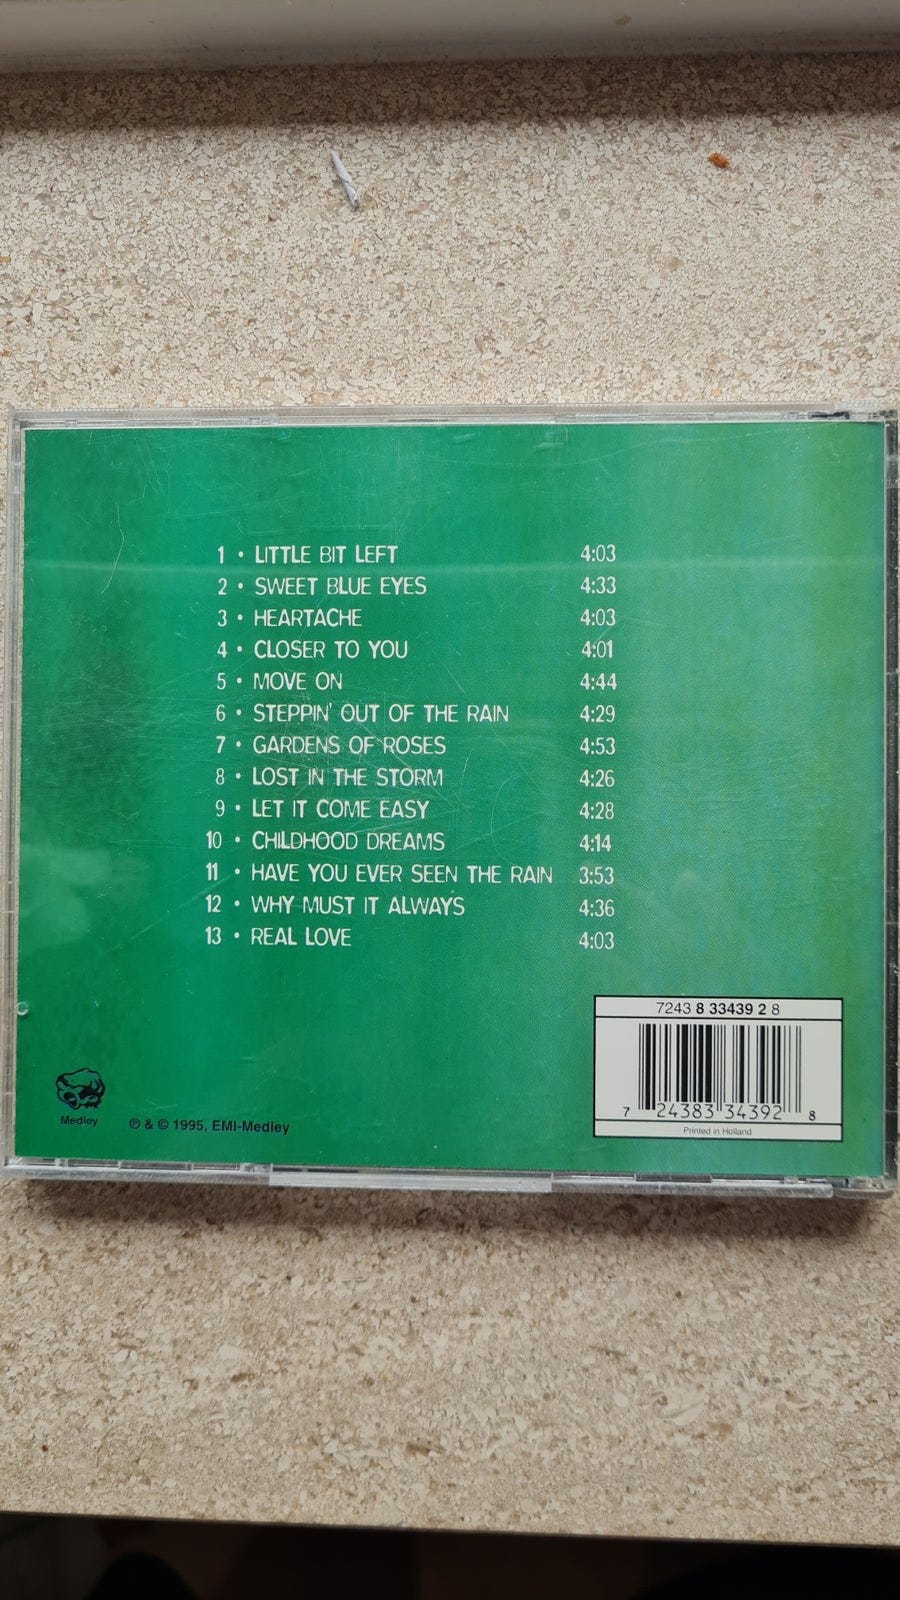 1 • LITTLE BIT LEFT 4:03
2 • SWEET BLUE EYES 4:33
3 • HEARTACHE 4:03
4 • CLOSER TO YOU 4:01
5 • MOVE ON 4:44
6 • STEPPIN' OUT OF THE RAIN 4:29
7 • GARDENS OF ROSES 4:53
8 • LOST IN THE STORM 4:26
9 • LET IT COME EASY 4:28
10 • CHILDHOOD DREAMS 4:14
11 • HAVE YOU EVER SEEN THE RAIN 3:53
12 • WHY MUST IT ALWAYS 4:36
13 • REAL LOVE 4:03
7243 8 33439 2 8
7 24383 34392 8
Printed in Holland
Medley
℗ & © 1995, EMI-Medley